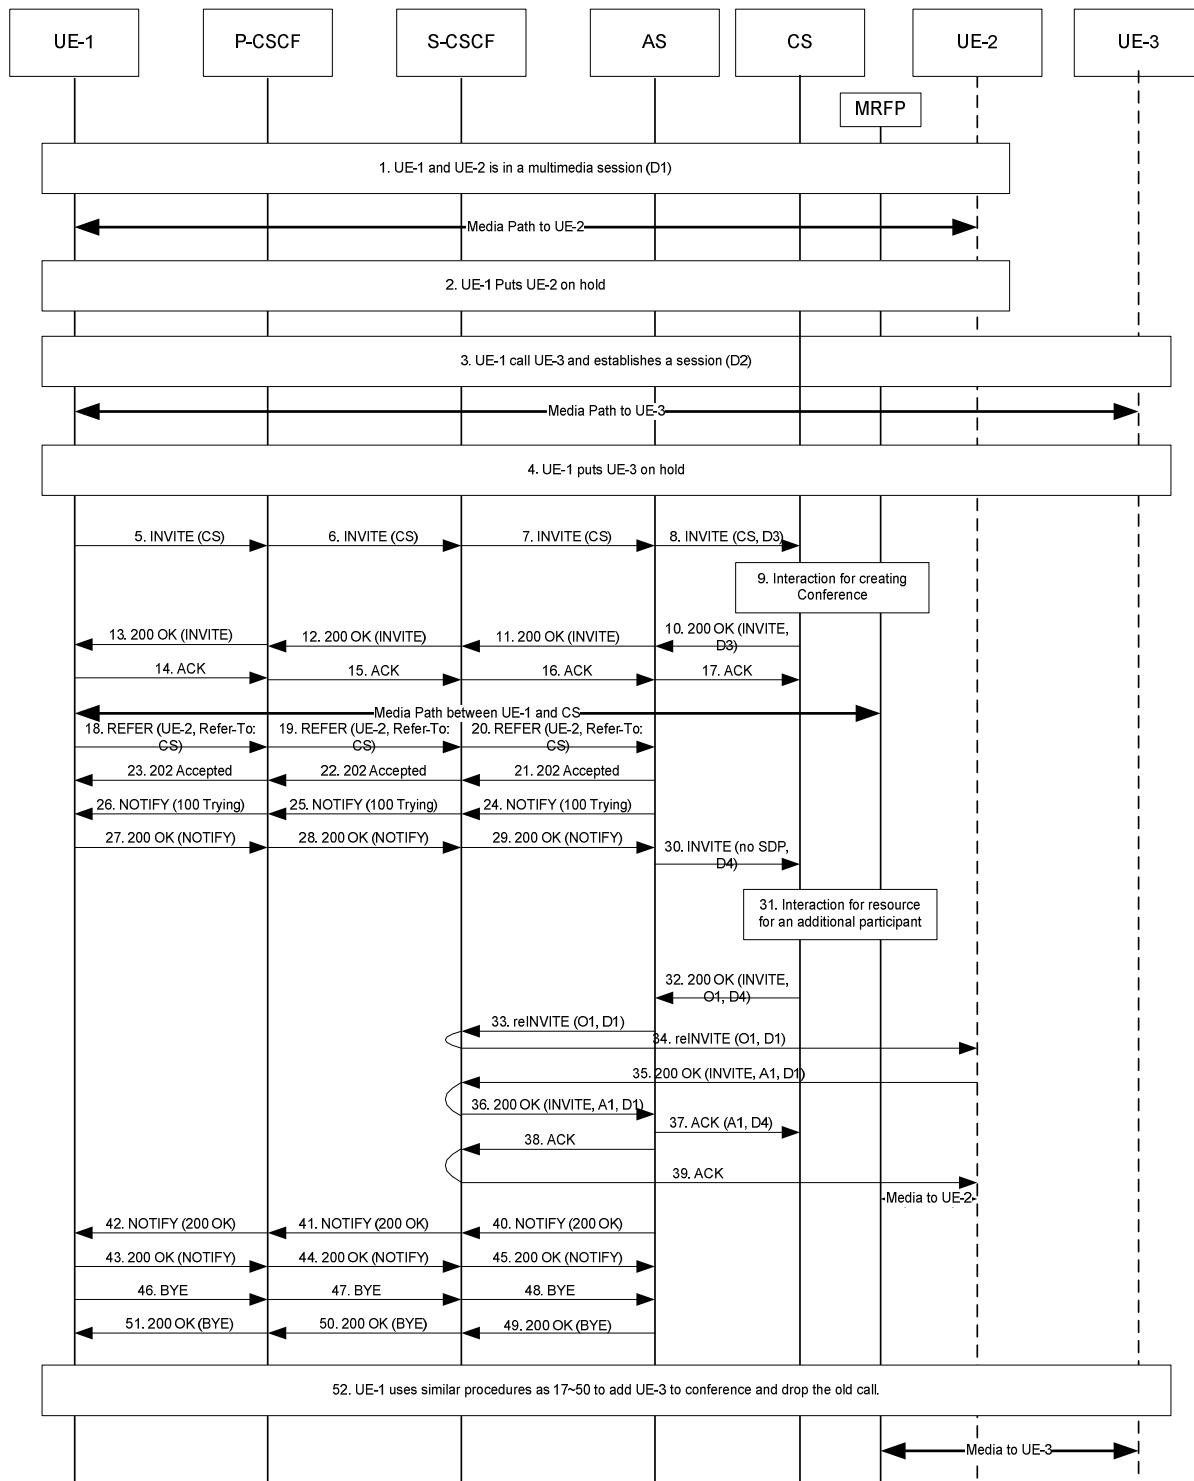 UE-1
P-CSCF
S-CSCF
AS
CS
UE-2
UE-3
MRFP
1. UE-1 and UE-2 is in a multimedia session (D1)
Media Path to UE-2
2. UE-1 Puts UE-2 on hold
3. UE-1 call UE-3 and establishes a session (D2)
Media Path to UE-3
4. UE-1 puts UE-3 on hold
5. INVITE (CS)
6. INVITE (CS)
7. INVITE (CS)
8. INVITE (CS, D3)
9. Interaction for creating
Conference
13. 200 OK (INVITE)
12. 200 OK (INVITE)
11. 200 OK (INVITE)
10. 200 OK (INVITE,
D3)
14. ACK
15. ACK
16. ACK
17. ACK
Media Path between UE-1 and CS
18. REFER (UE-2, Refer-To:
CS)
19. REFER (UE-2, Refer-To:
CS)
20. REFER (UE-2, Refer-To:
CS)
23. 202 Accepted
22. 202 Accepted
21. 202 Accepted
26. NOTIFY (100 Trying)
25. NOTIFY (100 Trying)
24. NOTIFY (100 Trying)
27. 200 OK (NOTIFY)
28. 200 OK (NOTIFY)
29. 200 OK (NOTIFY)
30. INVITE (no SDP,
D4)
31. Interaction for resource
for an additional participant
32. 200 OK (INVITE,
O1, D4)
33. reINVITE (O1, D1)
34. reINVITE (O1, D1)
35. 200 OK (INVITE, A1, D1)
36. 200 OK (INVITE, A1, D1)
37. ACK (A1, D4)
38. ACK
39. ACK
Media to UE-2
42. NOTIFY (200 OK)
41. NOTIFY (200 OK)
40. NOTIFY (200 OK)
43. 200 OK (NOTIFY)
44. 200 OK (NOTIFY)
45. 200 OK (NOTIFY)
46. BYE
47. BYE
48. BYE
51. 200 OK (BYE)
50. 200 OK (BYE)
49. 200 OK (BYE)
52. UE-1 uses similar procedures as 17~50 to add UE-3 to conference and drop the old call.
Media to UE-3